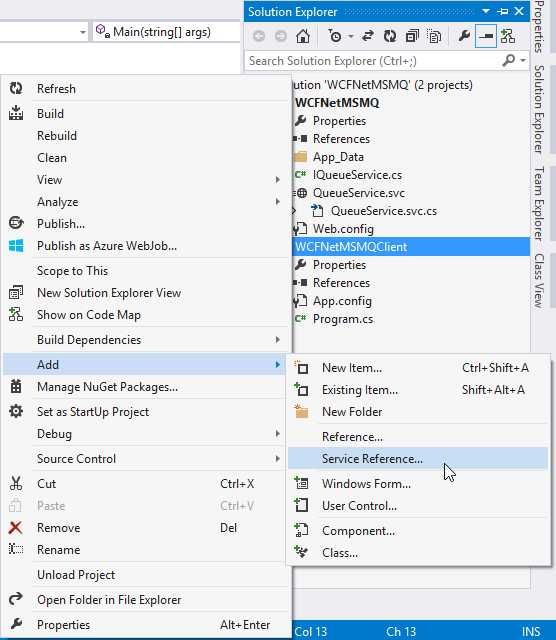 Main(string[] args)
Solution Explorer
Search Solution Explorer (Ctrl+;)
ution 'WCFNetMSMQ' (2 projects)
WCFNetMSMQ
Properties
References
App_Data
C# IQueueService.cs
QueueService.svc
QueueService.svc.cs
Web.config
WCFNetMSMQClient
Properties
References
App.config
C# Program.cs
Properties
Solution Explorer
Team Explorer
Class View
Refresh
Build
Rebuild
Clean
View
Analyze
Publish...
Publish as Azure WebJob...
Scope to This
New Solution Explorer View
Show on Code Map
Build Dependencies
Add
Manage NuGet Packages...
Set as StartUp Project
Debug
Source Control
Cut Ctrl+X
Paste Ctrl+V
Remove Del
Rename
Unload Project
Open Folder in File Explorer
Properties Alt+Enter
New Item... Ctrl+Shift+A
Existing Item... Shift+Alt+A
New Folder
Reference...
Service Reference...
Windows Form...
User Control...
Component...
Class...
Col 13 Ch 13 INS